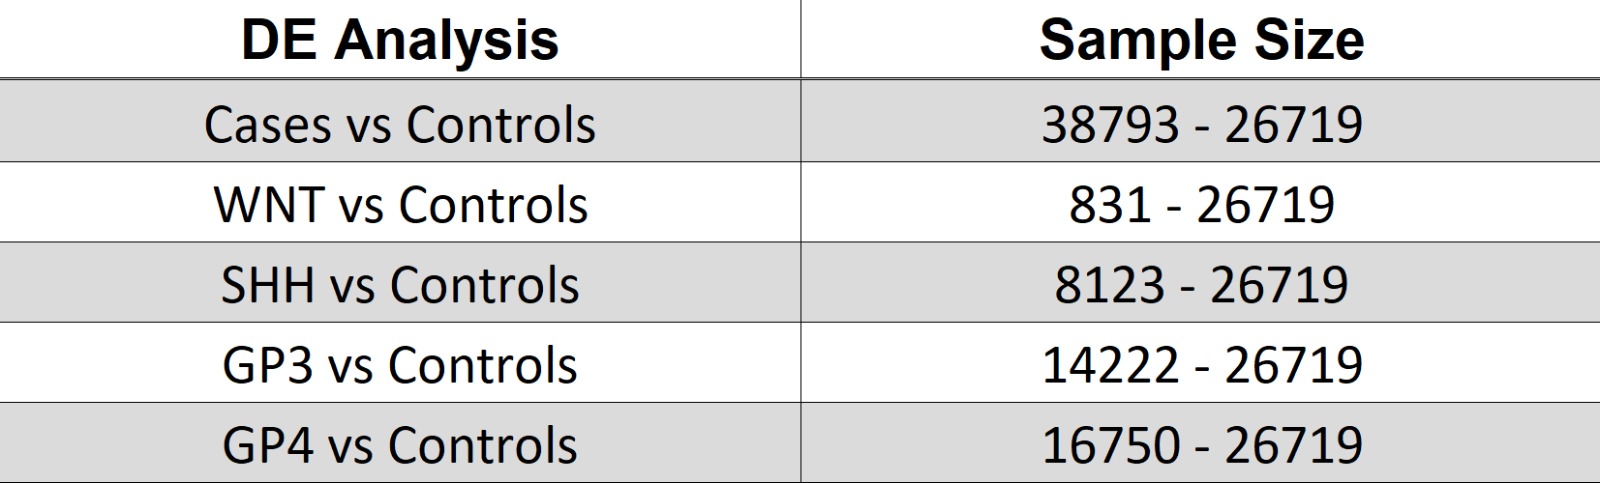 DE Analysis Sample Size
Cases vs Controls 38793 - 26719
WNT vs Controls 831 - 26719
SHH vs Controls 8123 - 26719
GP3 vs Controls 14222 - 26719
GP4 vs Controls 16750 - 26719